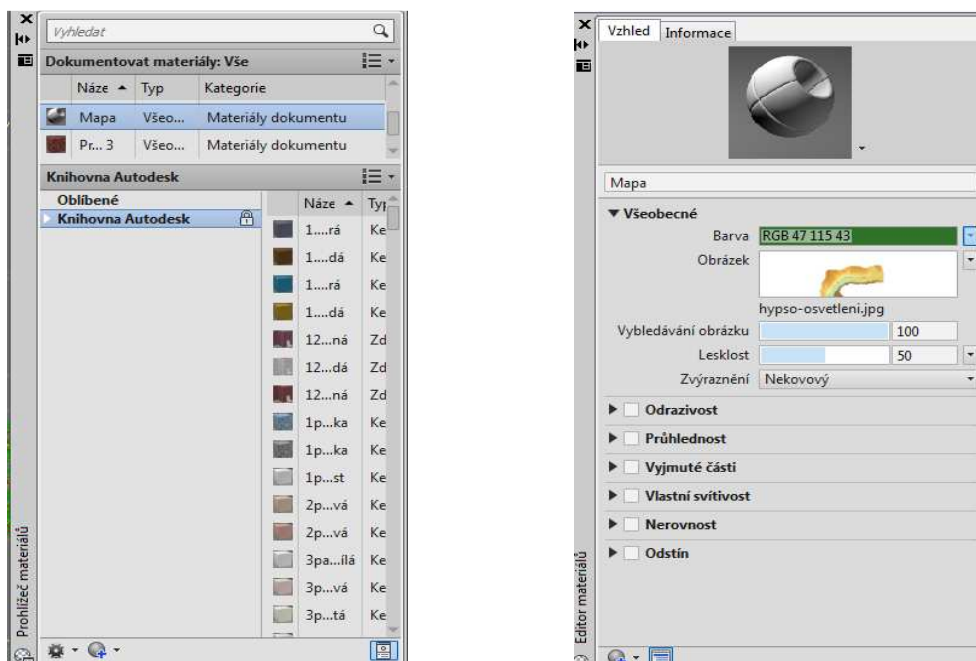 Vyhledat
Dokumentovat materiály: Vše
Náze Typ Kategorie
Mapa Všeo... Materiály dokumentu
Pr... 3 Všeo... Materiály dokumentu
Knihovna Autodesk
Oblíbené
Knihovna Autodesk
Náze Typ
1....rá Ke
1....dá Ke
1....rá Ke
1....dá Ke
12...ná Zd
12...dá Zd
12...ná Zd
1p...ka Ke
1p...ka Ke
1p...st Ke
2p...vá Ke
2p...vá Ke
3pa...ílá Ke
3p...vá Ke
3p...tá Ke
Prohlížeč materiálů
Vzhled Informace
Mapa
Všeobecné
Barva RGB 47 115 43
Obrázek
hypso-osvetleni.jpg
Vybledávání obrázku 100
Lesklost 50
Zvýraznění Nekovový
Odrazivost
Průhlednost
Vyjmuté části
Vlastní svítivost
Nerovnost
Odstín
Editor materiálů